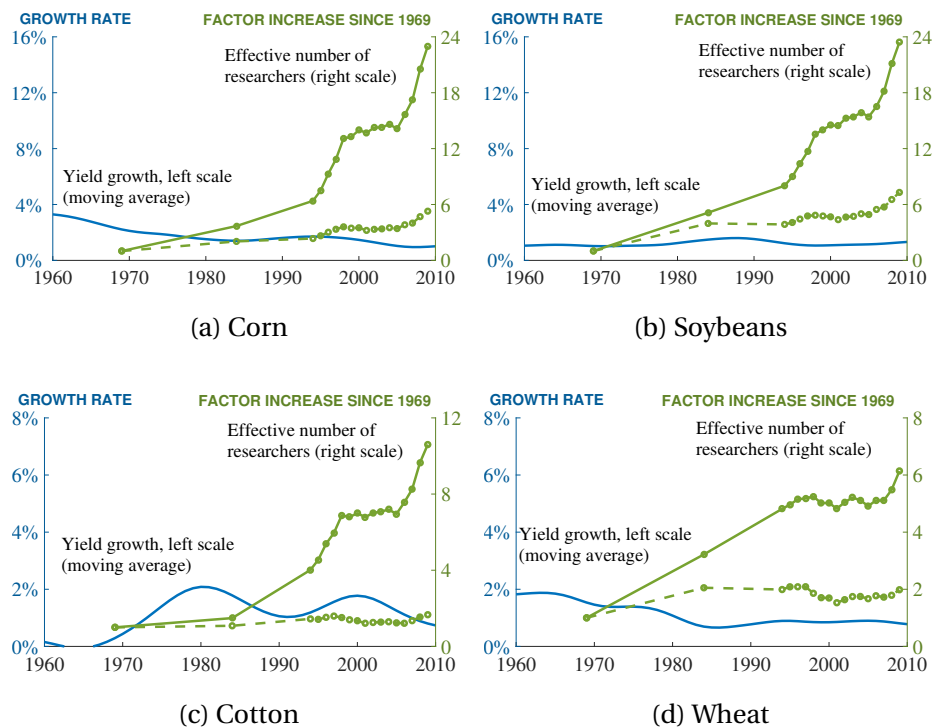 GROWTH RATE FACTOR INCREASE SINCE 1969
16% 24
Effective number of
researchers (right scale)
12% 18
8% 12
Yield growth, left scale
(moving average)
4% 6
0% 0
1960 1970 1980 1990 2000 2010
(a) Corn
GROWTH RATE FACTOR INCREASE SINCE 1969
16% 24
Effective number of
researchers (right scale)
12% 18
8% 12
Yield growth, left scale
(moving average)
4% 6
0% 0
1960 1970 1980 1990 2000 2010
(b) Soybeans
GROWTH RATE FACTOR INCREASE SINCE 1969
8% 12
Effective number of
researchers (right scale)
6%
8
4%
Yield growth, left scale
(moving average)
4
2%
0% 0
1960 1970 1980 1990 2000 2010
(c) Cotton
GROWTH RATE FACTOR INCREASE SINCE 1969
8% 8
Effective number of
researchers (right scale)
6% 6
4% 4
Yield growth, left scale
(moving average)
2% 2
0% 0
1960 1970 1980 1990 2000 2010
(d) Wheat